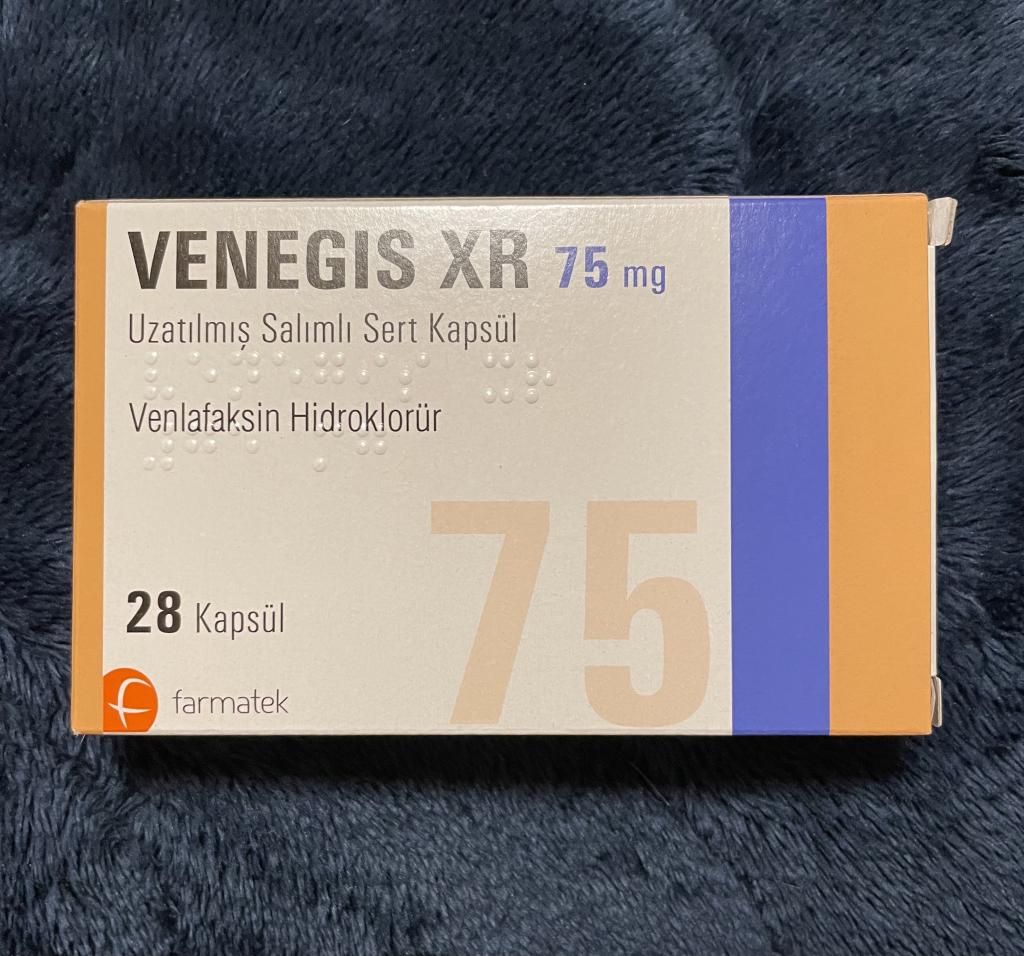 VENEGIS XR 75 mg
Uzatılmış Salımlı Sert Kapsül
Venlafaksin Hidroklorür
75
28 Kapsül
farmatek